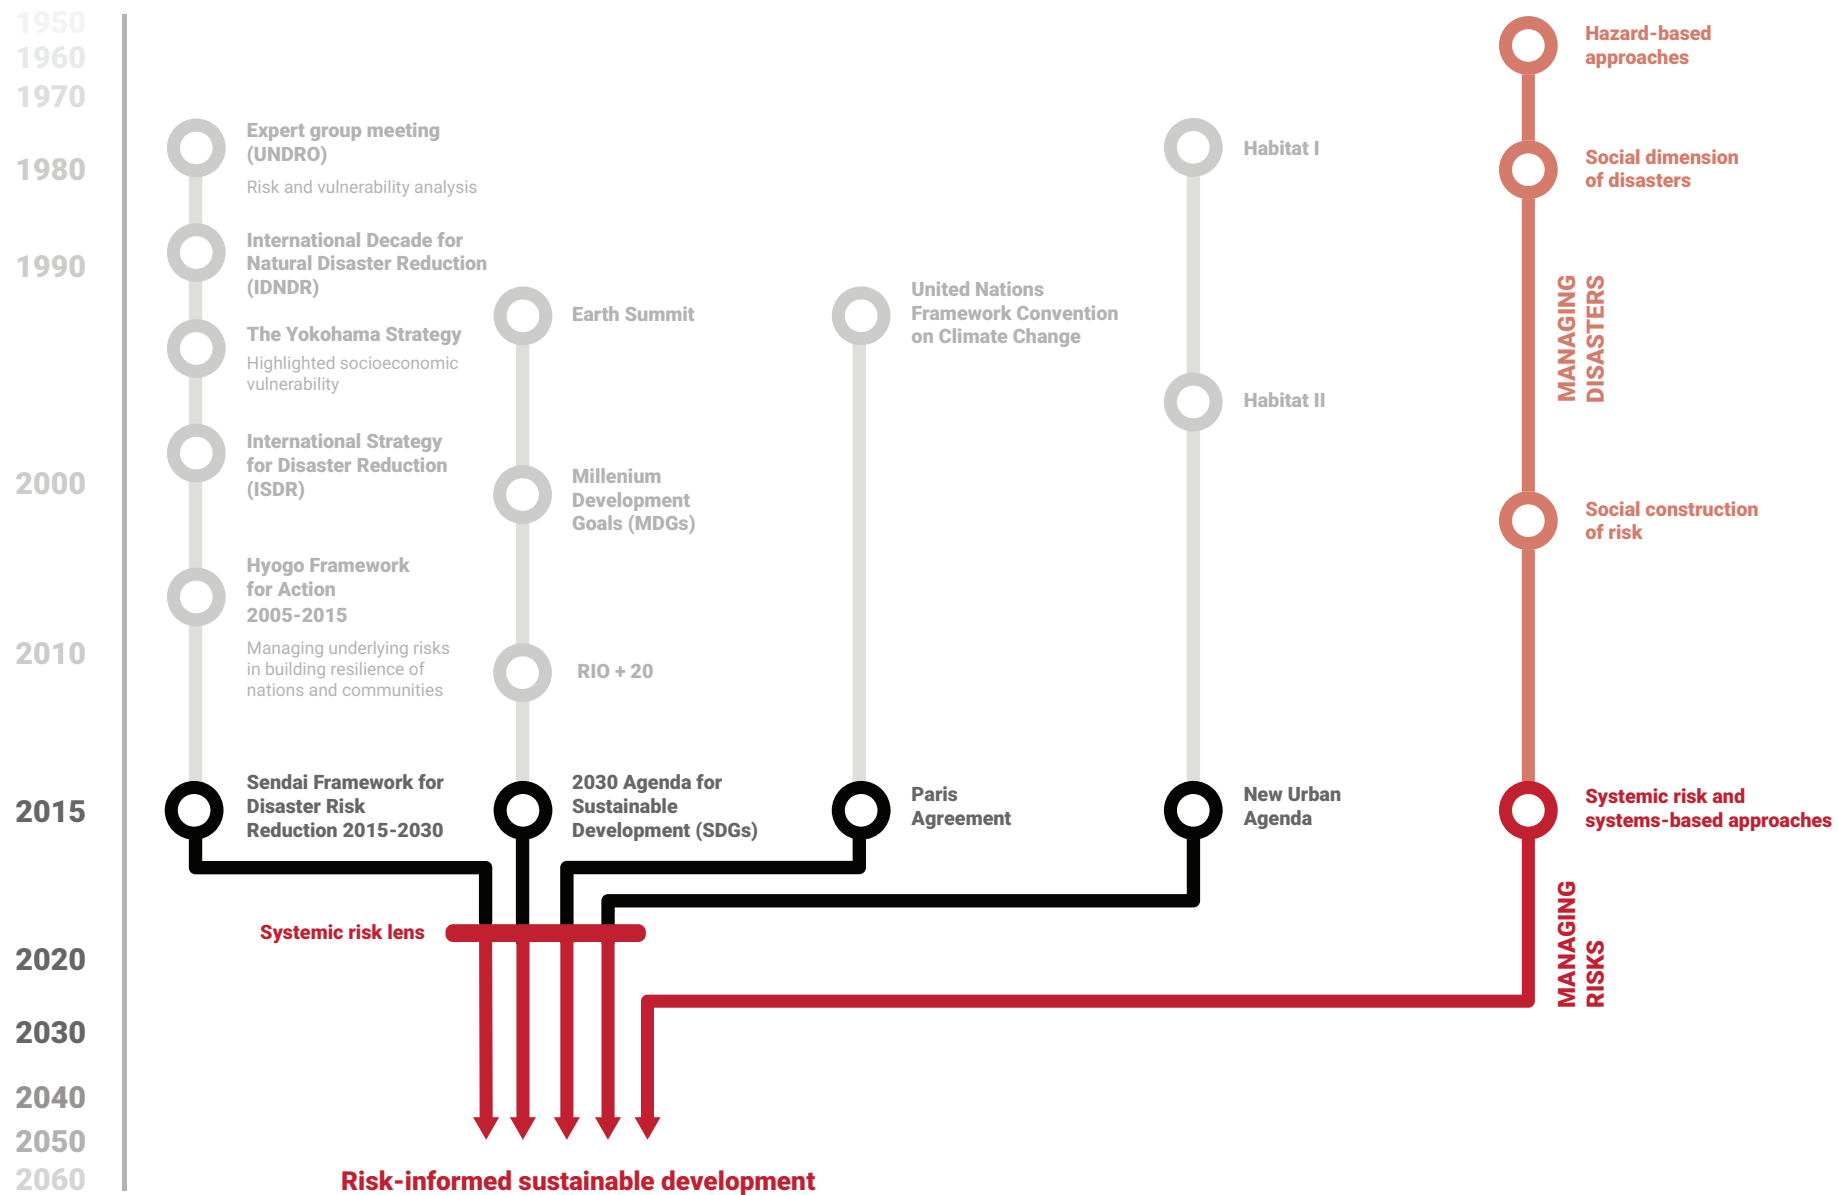 1950
1960
1970
1980
1990
2000
2010
2015
2020
2030
2040
2050
2060
Expert group meeting
(UNDRO)
Risk and vulnerability analysis
International Decade for
Natural Disaster Reduction
(IDNDR)
The Yokohama Strategy
Highlighted socioeconomic
vulnerability
International Strategy
for Disaster Reduction
(ISDR)
Hyogo Framework
for Action
2005-2015
Managing underlying risks
in building resilience of
nations and communities
Sendai Framework for
Disaster Risk
Reduction 2015-2030
Earth Summit
Millenium
Development
Goals (MDGs)
RIO + 20
2030 Agenda for
Sustainable
Development (SDGs)
United Nations
Framework Convention
on Climate Change
Paris
Agreement
Habitat I
Habitat II
New Urban
Agenda
Hazard-based
approaches
Social dimension
of disasters
MANAGING
DISASTERS
Social construction
of risk
Systemic risk and
systems-based approaches
MANAGING
RISKS
Systemic risk lens
Risk-informed sustainable development